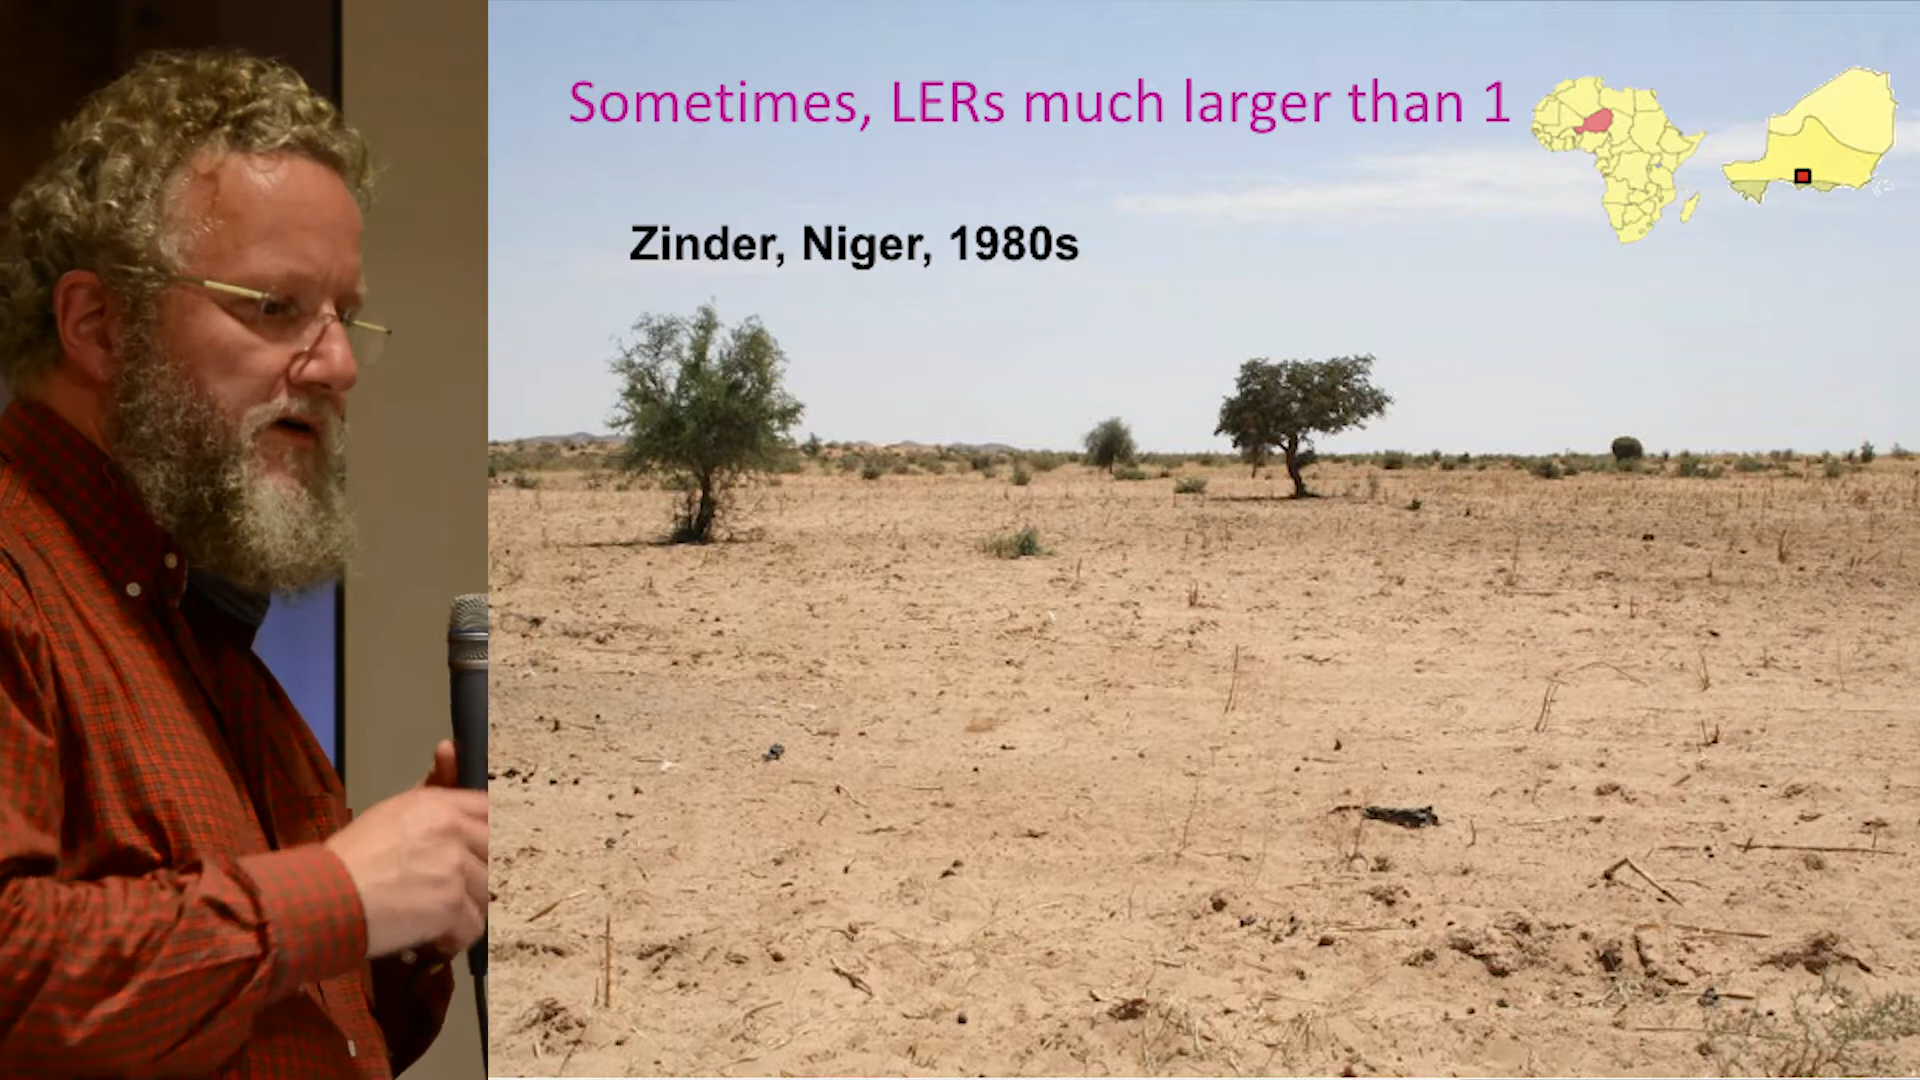 Sometimes, LERs much larger than 1
Zinder, Niger, 1980s